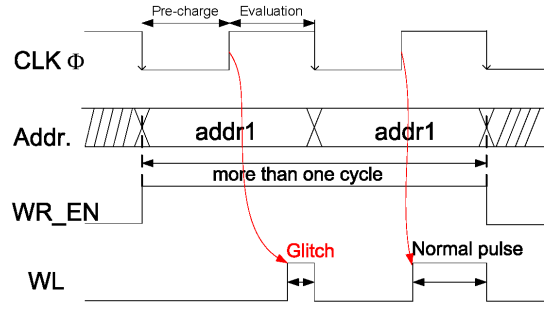 Pre-charge Evaluation
CLK Φ
Addr. addr1 addr1
more than one cycle
WR_EN
Glitch Normal pulse
WL